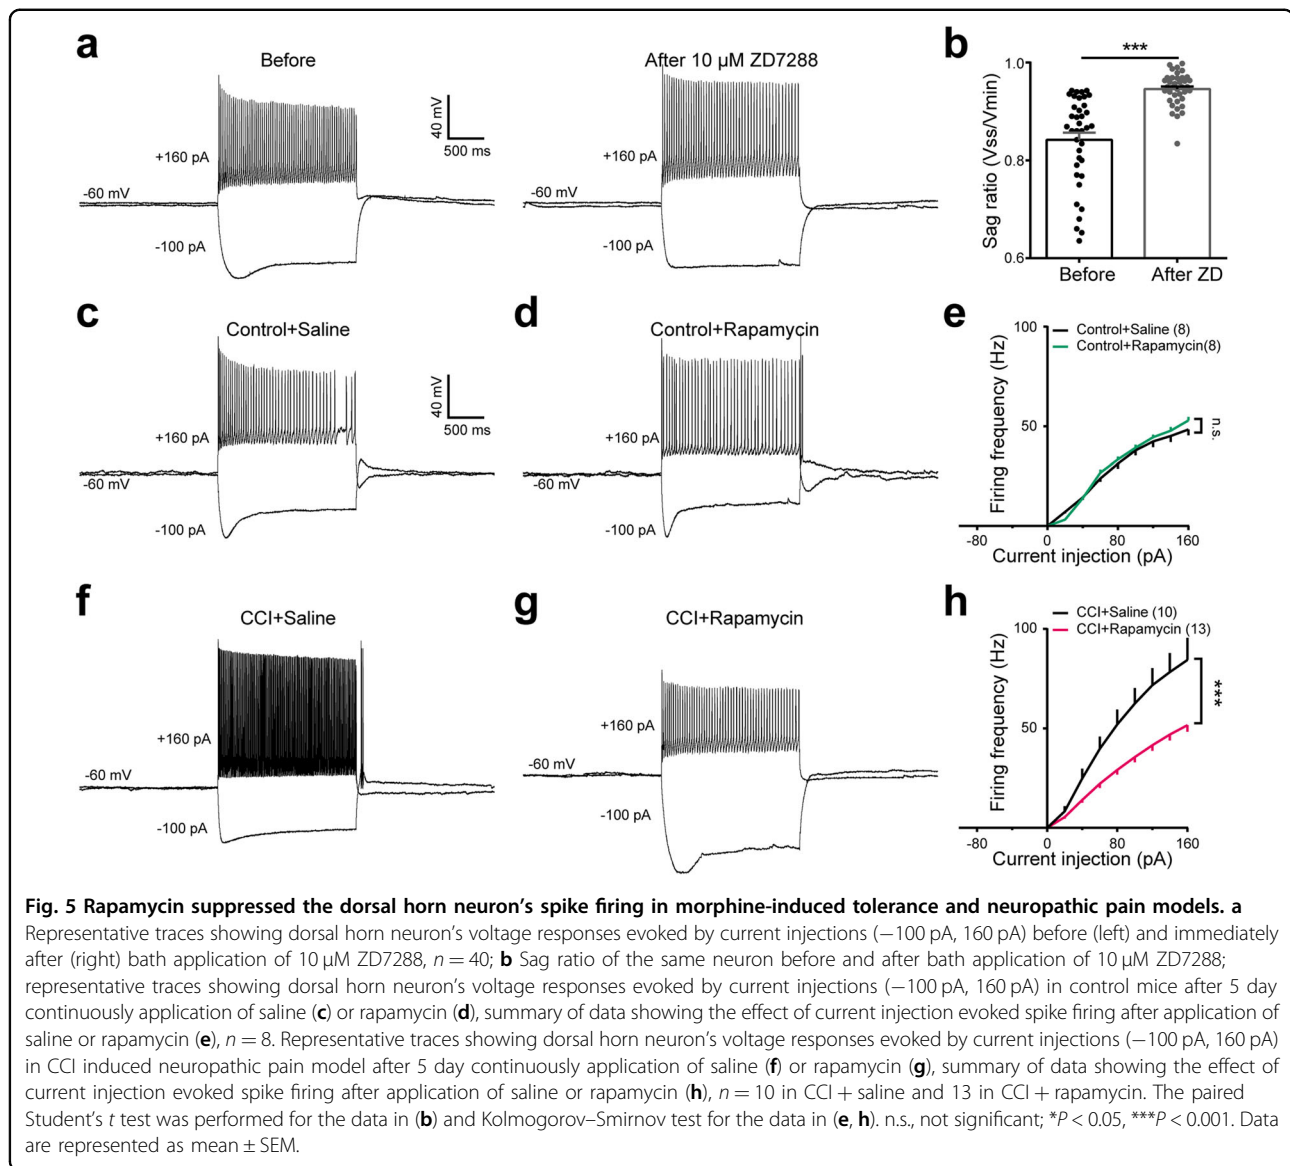 a
Before
After 10 µM ZD7288
40 mV
500 ms
+160 pA
-60 mV
-100 pA
+160 pA
-60 mV
-100 pA
b
***
Sag ratio (Vss/Vmin)
1.0
0.8
0.6
Before
After ZD
c
Control+Saline
40 mV
500 ms
+160 pA
-60 mV
-100 pA
d
Control+Rapamycin
+160 pA
-60 mV
-100 pA
e
Control+Saline (8)
Control+Rapamycin(8)
Firing frequency (Hz)
100
50
n.s.
-80
0
80
160
Current injection (pA)
f
CCI+Saline
+160 pA
-60 mV
-100 pA
g
CCI+Rapamycin
+160 pA
-60 mV
-100 pA
h
CCI+Saline (10)
CCI+Rapamycin (13)
Firing frequency (Hz)
100
50
***
-80
0
80
160
Current injection (pA)
Fig. 5 Rapamycin suppressed the dorsal horn neuron's spike firing in morphine-induced tolerance and neuropathic pain models. a
Representative traces showing dorsal horn neuron's voltage responses evoked by current injections (−100 pA, 160 pA) before (left) and immediately
after (right) bath application of 10 µM ZD7288, n = 40; b Sag ratio of the same neuron before and after bath application of 10 µM ZD7288;
representative traces showing dorsal horn neuron's voltage responses evoked by current injections (−100 pA, 160 pA) in control mice after 5 day
continuously application of saline (c) or rapamycin (d), summary of data showing the effect of current injection evoked spike firing after application of
saline or rapamycin (e), n = 8. Representative traces showing dorsal horn neuron's voltage responses evoked by current injections (−100 pA, 160 pA)
in CCI induced neuropathic pain model after 5 day continuously application of saline (f) or rapamycin (g), summary of data showing the effect of
current injection evoked spike firing after application of saline or rapamycin (h), n = 10 in CCI + saline and 13 in CCI + rapamycin. The paired
Student's t test was performed for the data in (b) and Kolmogorov–Smirnov test for the data in (e, h). n.s., not significant; *P < 0.05, ***P < 0.001. Data
are represented as mean ± SEM.